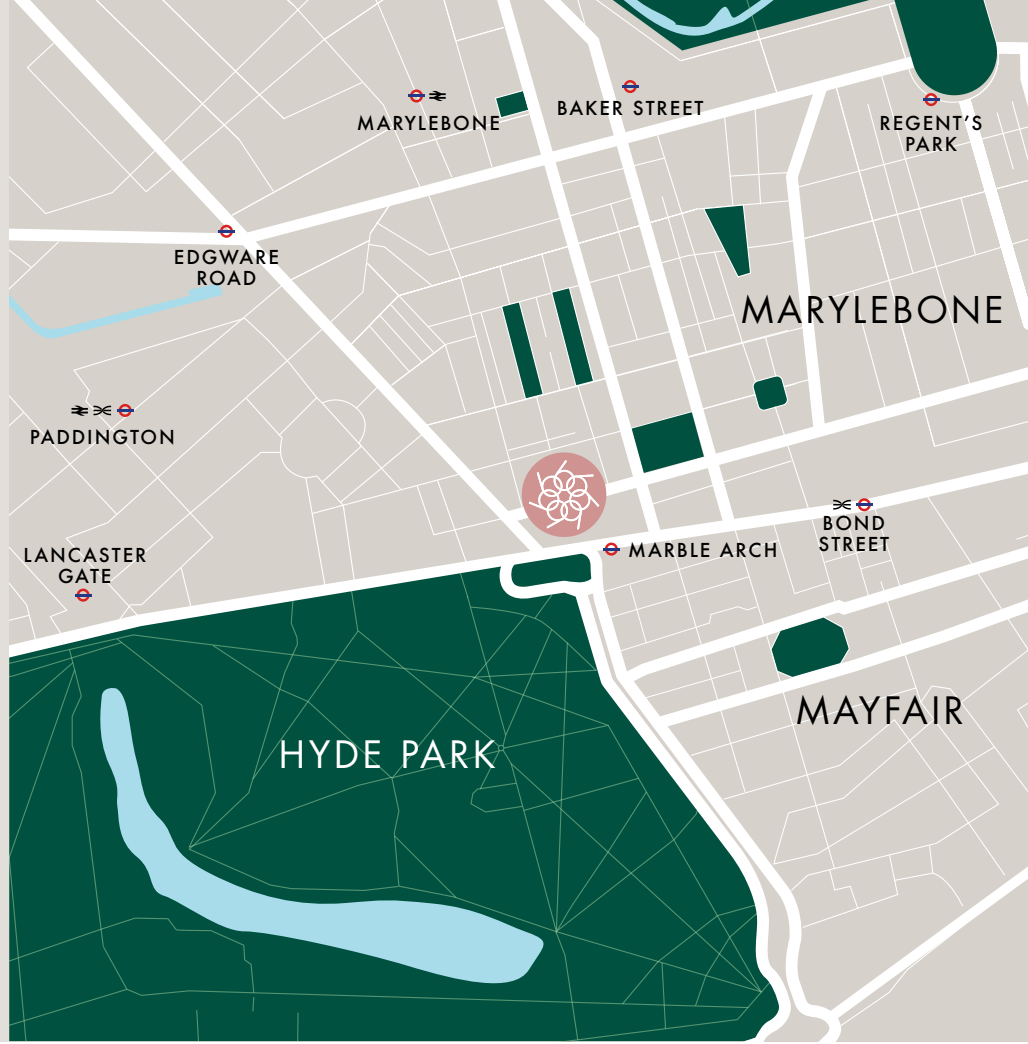 MARYLEBONE
BAKER STREET
REGENT'S
PARK
EDGWARE
ROAD
MARYLEBONE
PADDINGTON
BOND
STREET
MARBLE ARCH
LANCASTER
GATE
MAYFAIR
HYDE PARK